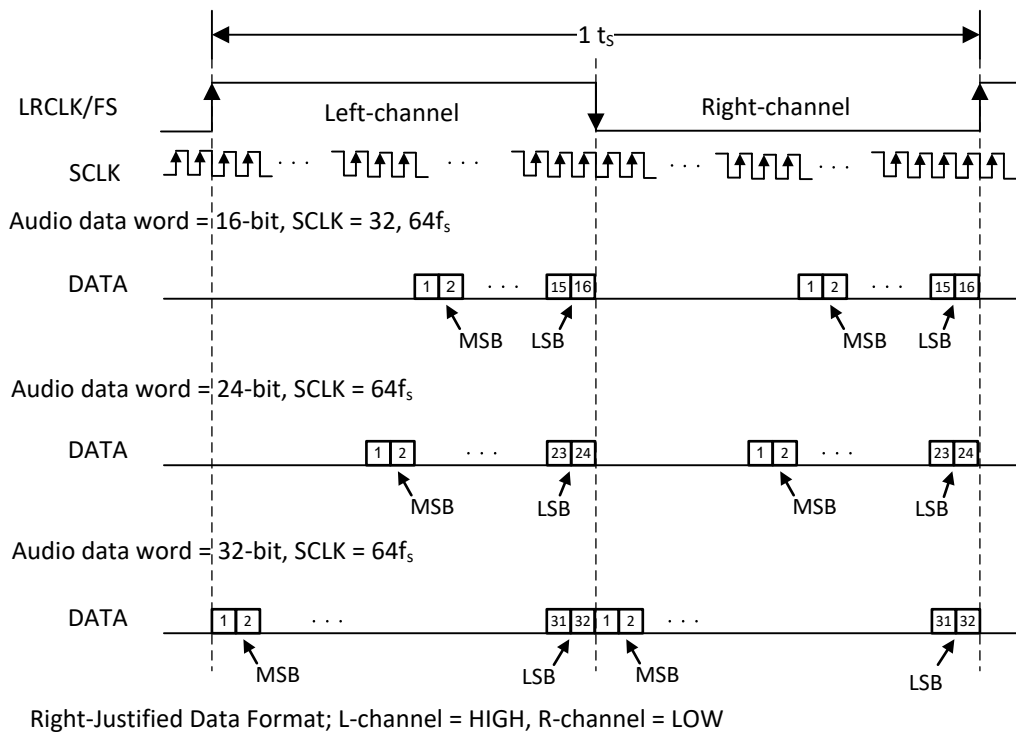 1 tS
LRCLK/FS
Left-channel
Right-channel
SCLK
. . .
. . .
. . .
. . .
Audio data word = 16-bit, SCLK = 32, 64fs
DATA
1 2 . . . 15 16
1 2 . . . 15 16
MSB LSB
MSB LSB
Audio data word = 24-bit, SCLK = 64fs
DATA
1 2 . . . 23 24
1 2 . . . 23 24
MSB LSB
MSB LSB
Audio data word = 32-bit, SCLK = 64fs
DATA
1 2 . . . 31 32 1 2 . . . 31 32
MSB LSB
MSB LSB
Right-Justified Data Format; L-channel = HIGH, R-channel = LOW